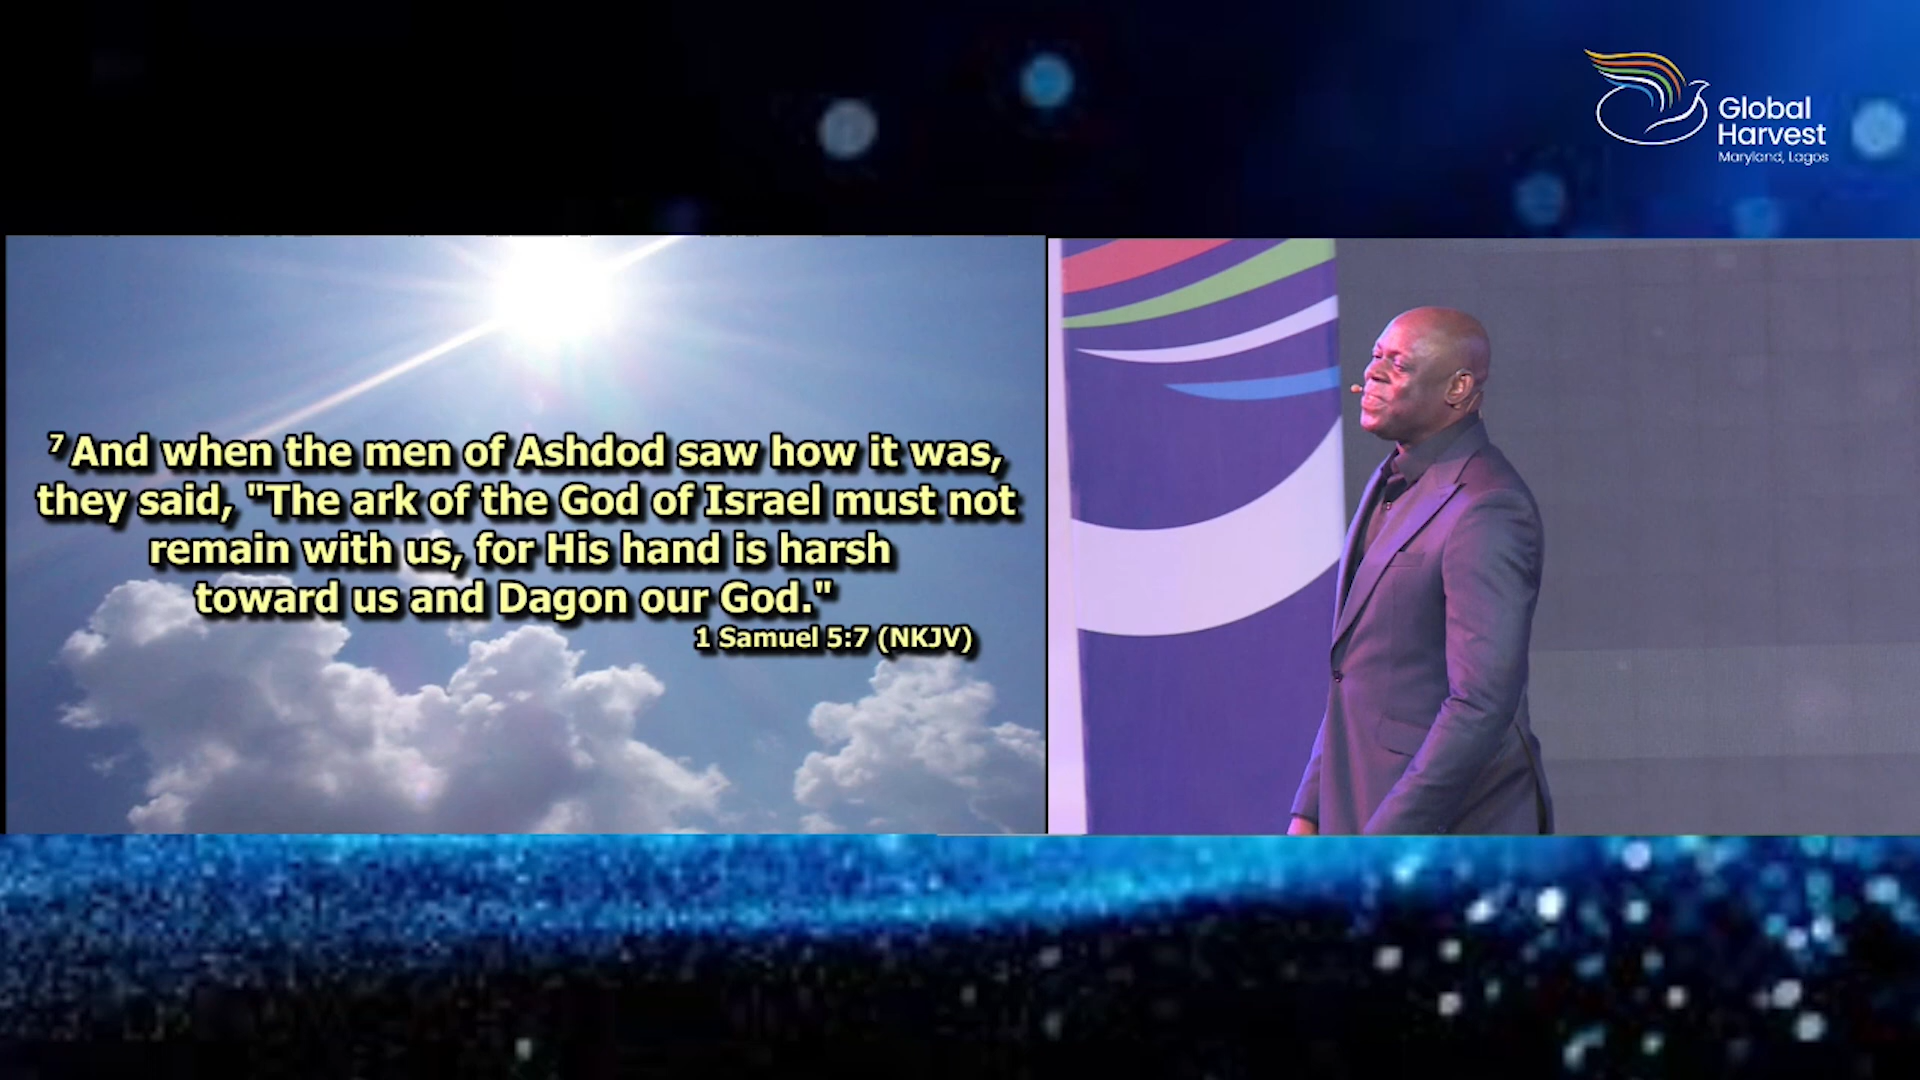 Global
Harvest
Maryland, Lagos
7 And when the men of Ashdod saw how it was,
they said, "The ark of the God of Israel must not
remain with us, for His hand is harsh
toward us and Dagon our God."
1 Samuel 5:7 (NKJV)